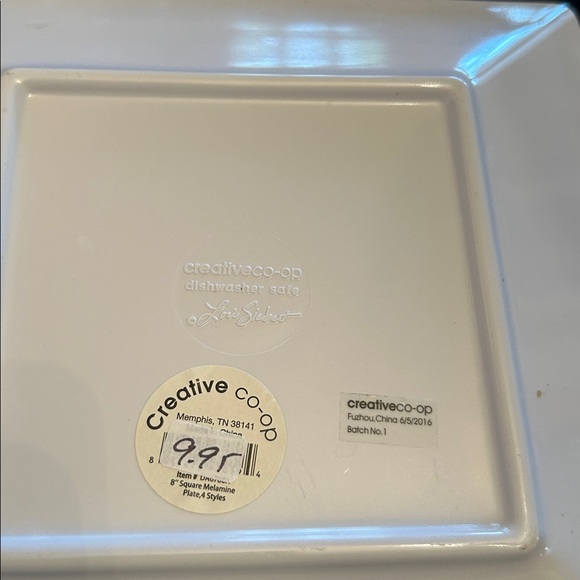 creativeco-op
dishwasher safe
© Lori Siebert
Creative co-op
Memphis, TN 38141
China
9.95
8
4
Item #
8" Square Melamine
Plate,4 Styles
creativeco-op
Fuzhou,China 6/5/2016
Batch No.1